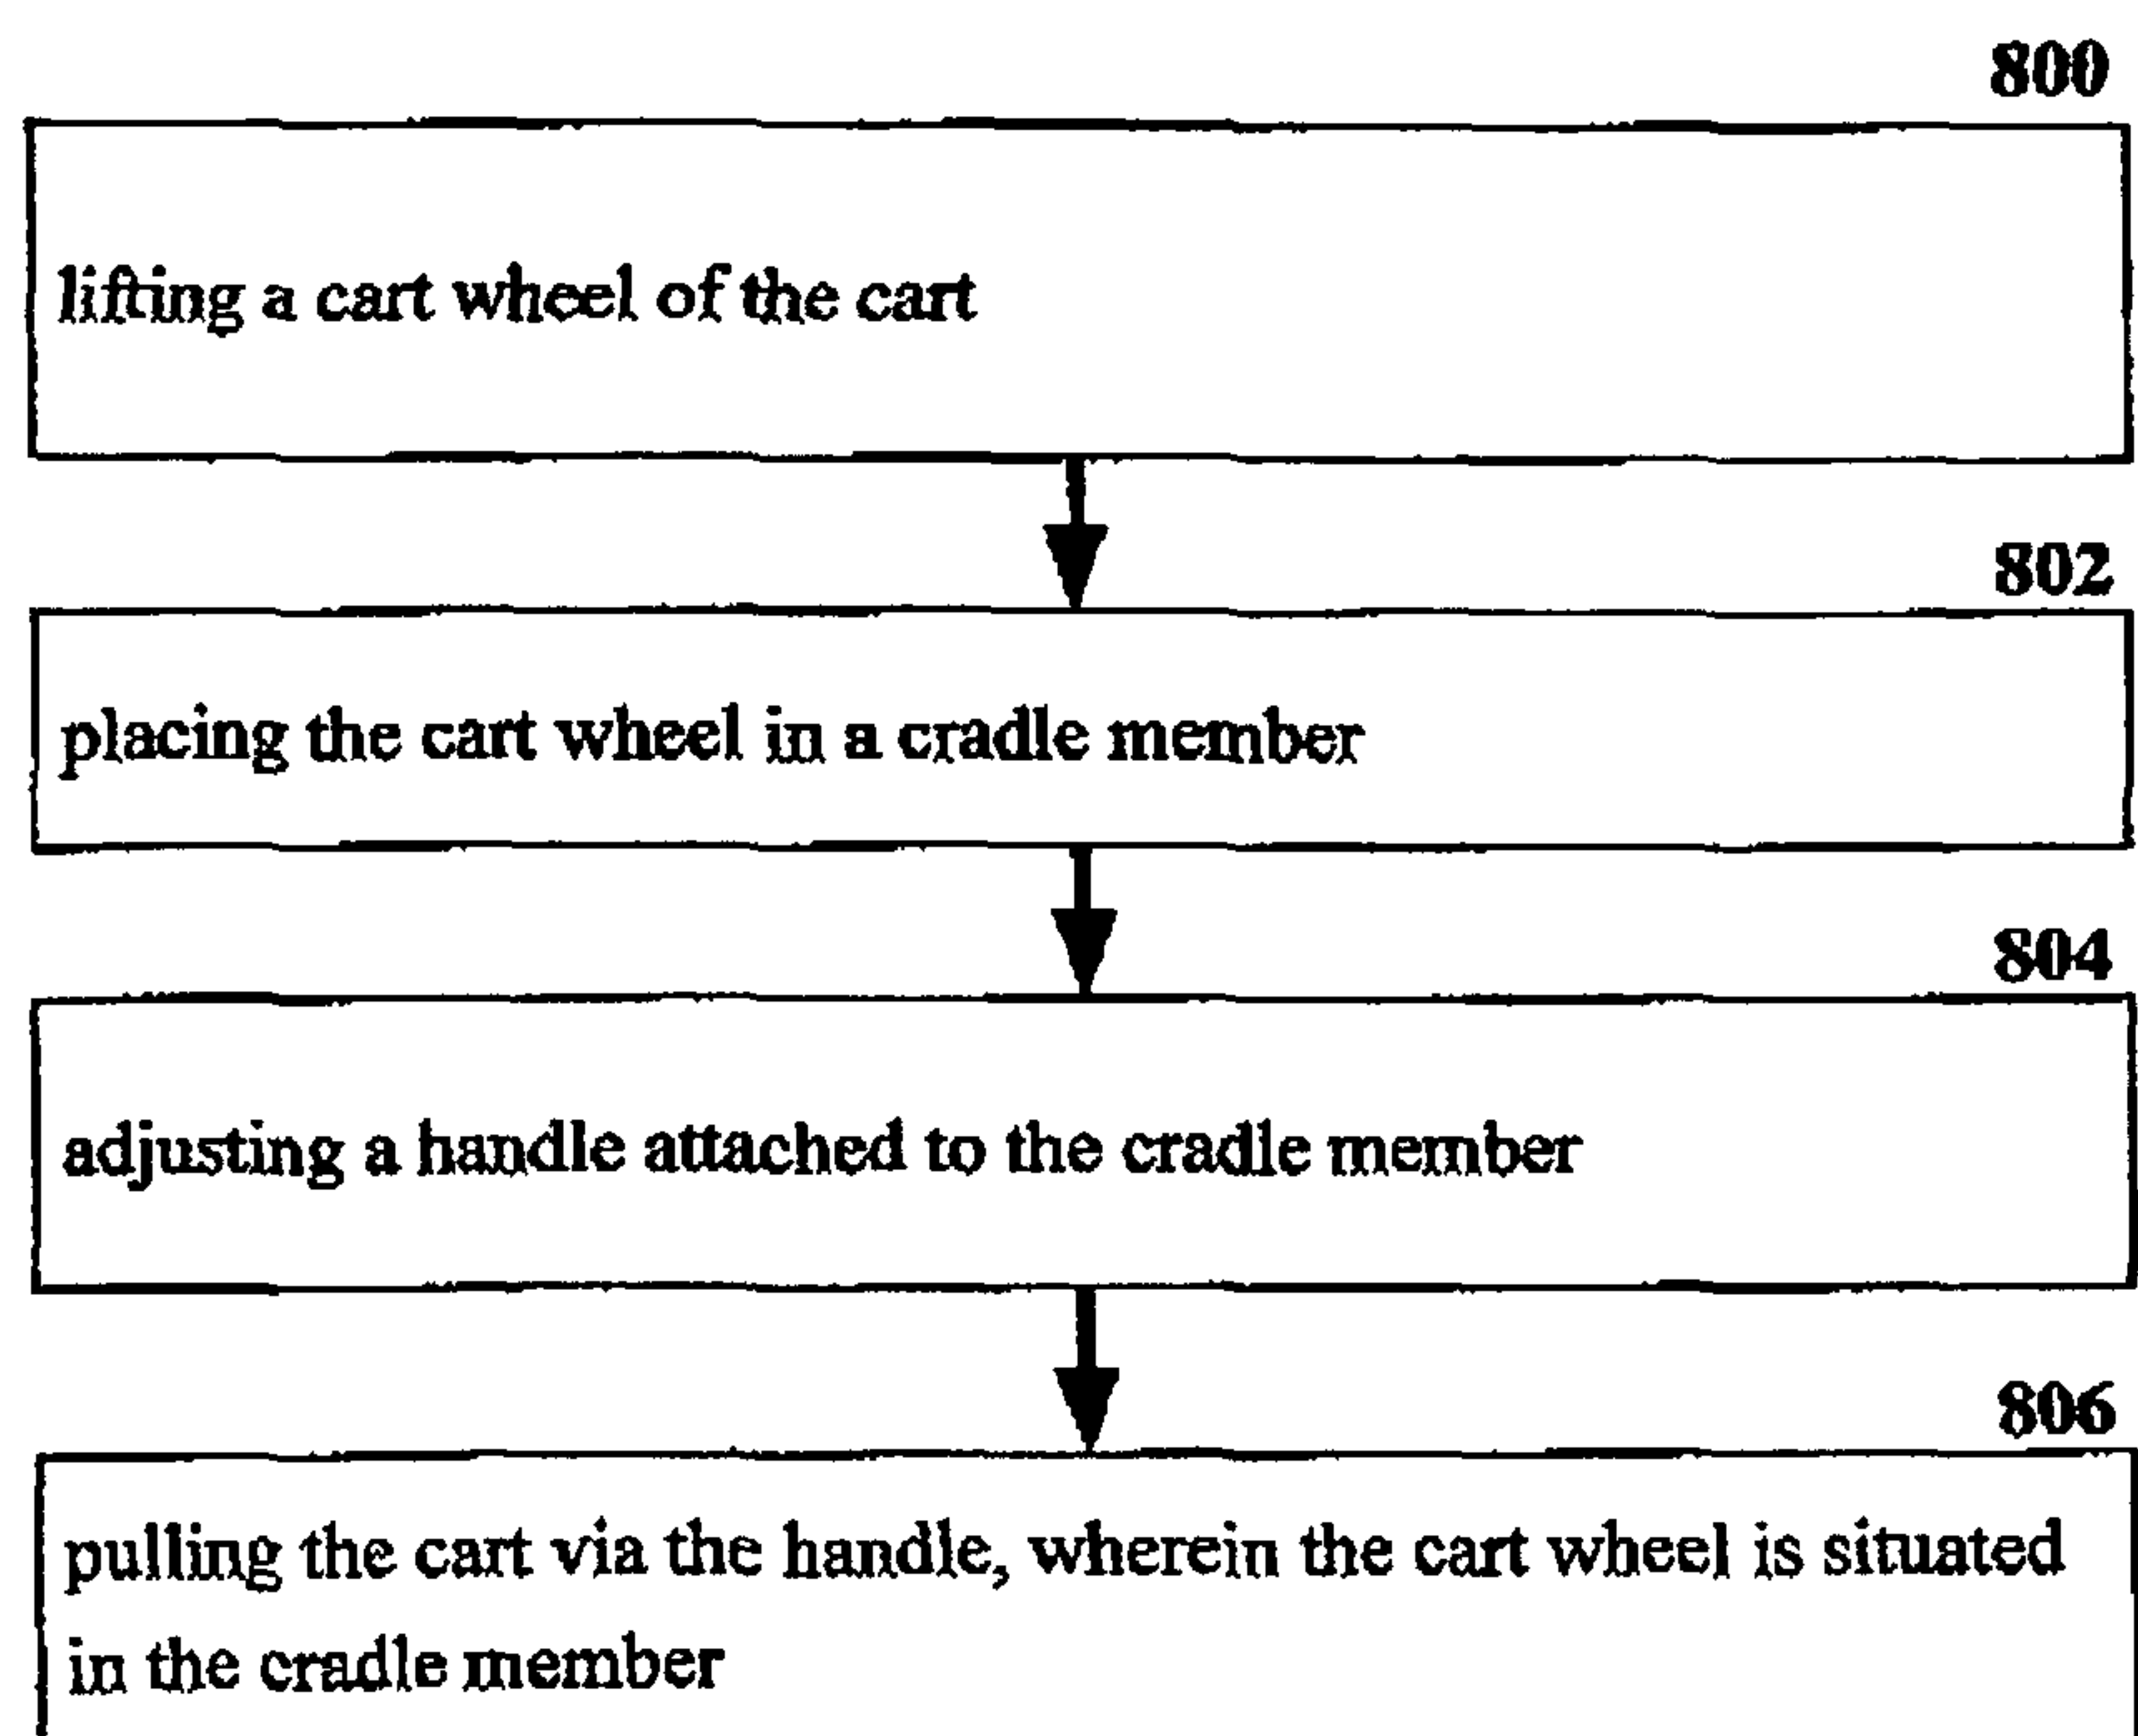 800
lifting a cart wheel of the cart
802
placing the cart wheel in a cradle member
804
adjusting a handle attached to the cradle member
806
pulling the cart via the handle, wherein the cart wheel is situated
in the cradle member